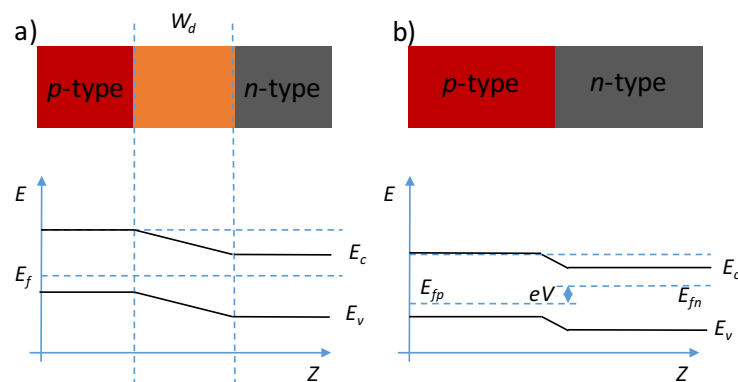 a)
W_d
p-type
n-type
E
E_c
E_f
E_v
Z
b)
p-type
n-type
E
E_c
E_fp
eV
E_fn
E_v
Z